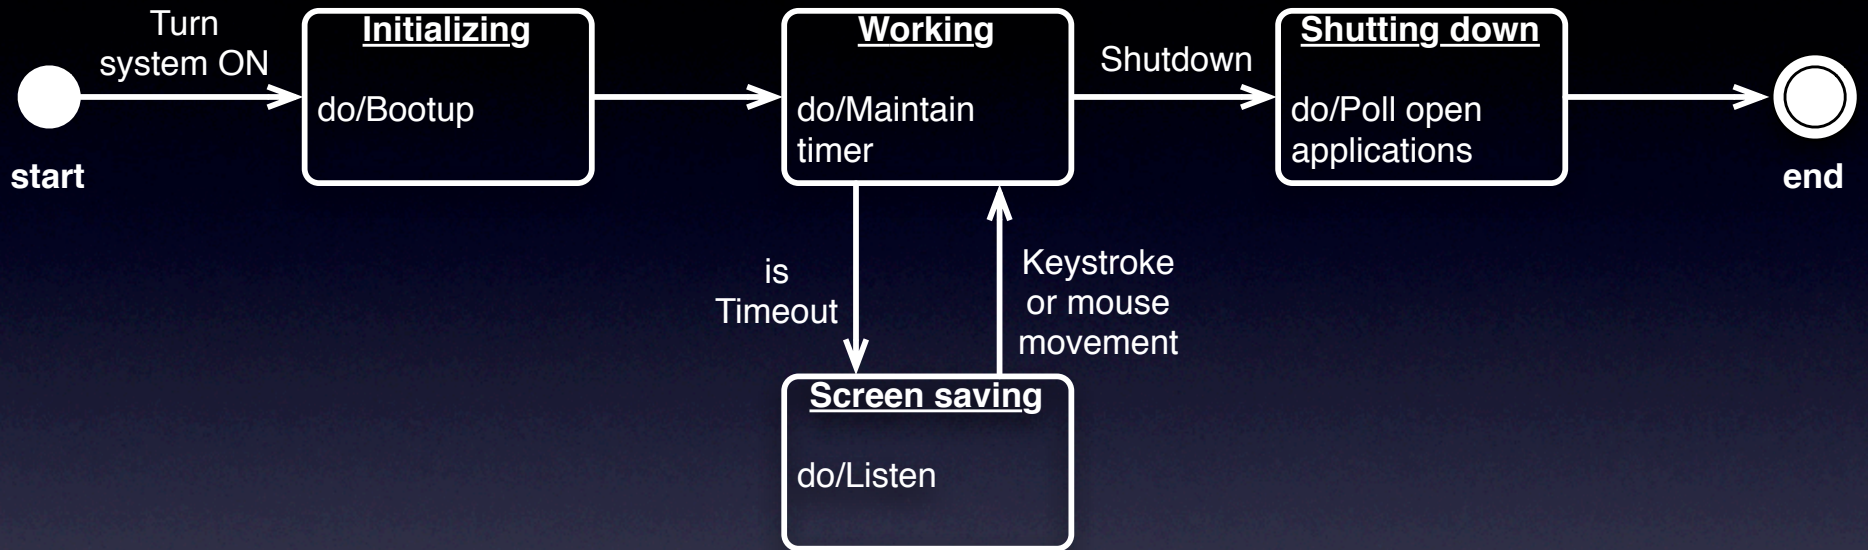 Turn
system ON
start
Initializing
do/Bootup
Working
do/Maintain
timer
Shutdown
Shutting down
do/Poll open
applications
end
is
Timeout
Keystroke
or mouse
movement
Screen saving
do/Listen